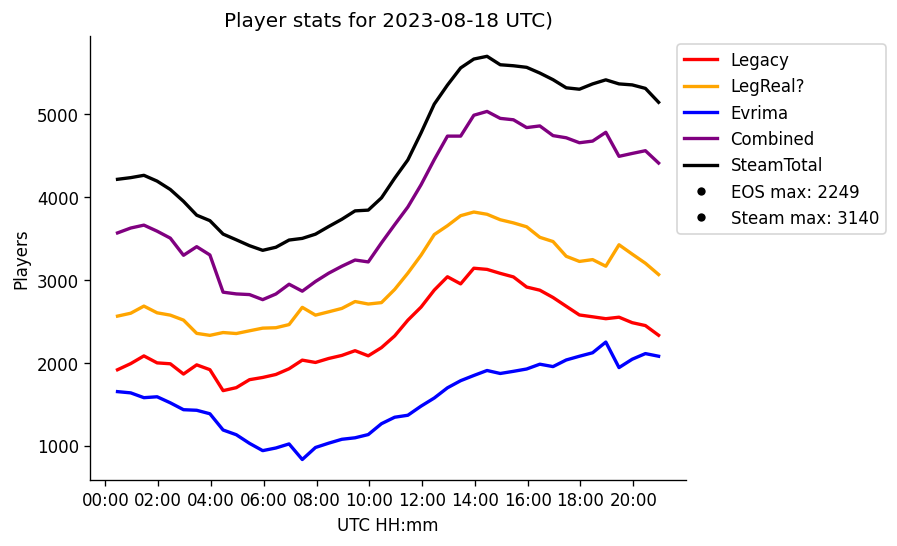 Player stats for 2023-08-18 UTC)
Legacy
LegReal?
Evrima
Combined
SteamTotal
EOS max: 2249
Steam max: 3140
Players
5000
4000
3000
2000
1000
00:00 02:00 04:00 06:00 08:00 10:00 12:00 14:00 16:00 18:00 20:00
UTC HH:mm